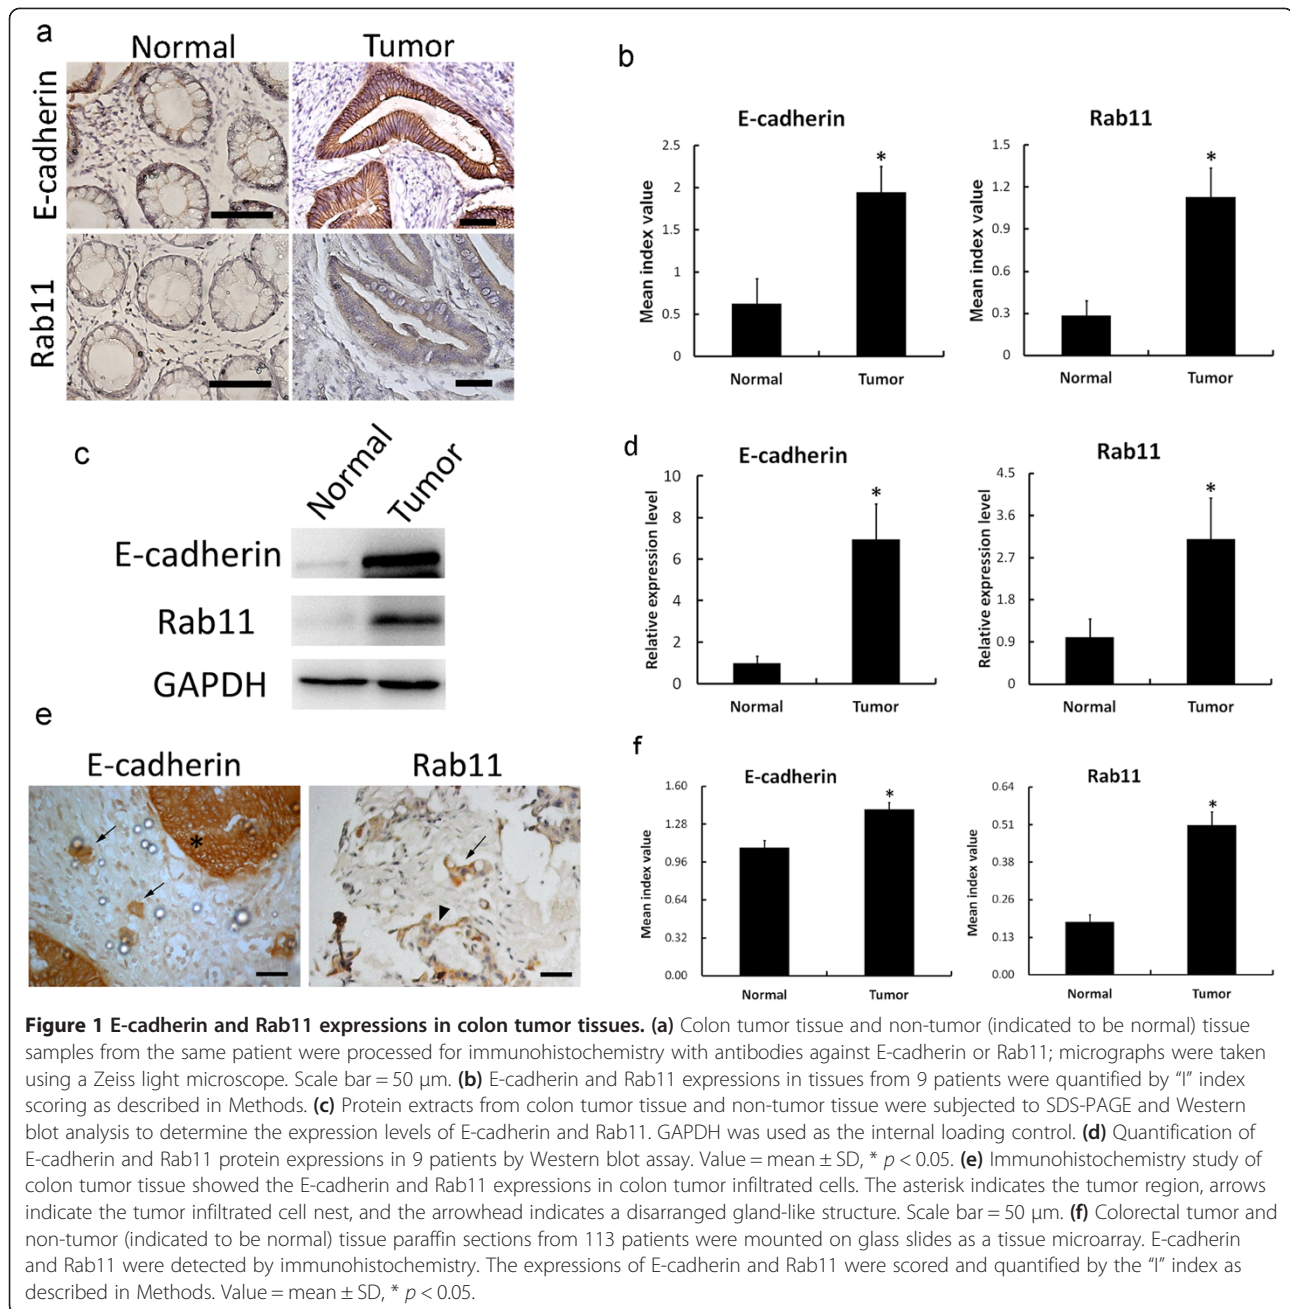 a
Normal
Tumor
E-cadherin
Rab11
b
E-cadherin
Mean index value
2.5
2
1.5
1
0.5
0
*
Normal
Tumor
Rab11
Mean index value
1.5
1.2
0.9
0.6
0.3
0
*
Normal
Tumor
c
Normal
Tumor
E-cadherin
Rab11
GAPDH
d
E-cadherin
Relative expression level
10
8
6
4
2
0
*
Normal
Tumor
Rab11
Relative expression level
4.5
3.6
2.7
1.8
0.9
0
*
Normal
Tumor
e
E-cadherin
*
Rab11
f
E-cadherin
Mean index value
1.60
1.28
0.96
0.64
0.32
0.00
*
Normal
Tumor
Rab11
Mean index value
0.64
0.51
0.38
0.26
0.13
0.00
*
Normal
Tumor
Figure 1 E-cadherin and Rab11 expressions in colon tumor tissues. (a) Colon tumor tissue and non-tumor (indicated to be normal) tissue
samples from the same patient were processed for immunohistochemistry with antibodies against E-cadherin or Rab11; micrographs were taken
using a Zeiss light microscope. Scale bar = 50 μm. (b) E-cadherin and Rab11 expressions in tissues from 9 patients were quantified by “I” index
scoring as described in Methods. (c) Protein extracts from colon tumor tissue and non-tumor tissue were subjected to SDS-PAGE and Western
blot analysis to determine the expression levels of E-cadherin and Rab11. GAPDH was used as the internal loading control. (d) Quantification of
E-cadherin and Rab11 protein expressions in 9 patients by Western blot assay. Value = mean ± SD, * p < 0.05. (e) Immunohistochemistry study of
colon tumor tissue showed the E-cadherin and Rab11 expressions in colon tumor infiltrated cells. The asterisk indicates the tumor region, arrows
indicate the tumor infiltrated cell nest, and the arrowhead indicates a disarranged gland-like structure. Scale bar = 50 μm. (f) Colorectal tumor and
non-tumor (indicated to be normal) tissue paraffin sections from 113 patients were mounted on glass slides as a tissue microarray. E-cadherin
and Rab11 were detected by immunohistochemistry. The expressions of E-cadherin and Rab11 were scored and quantified by the “I” index as
described in Methods. Value = mean ± SD, * p < 0.05.